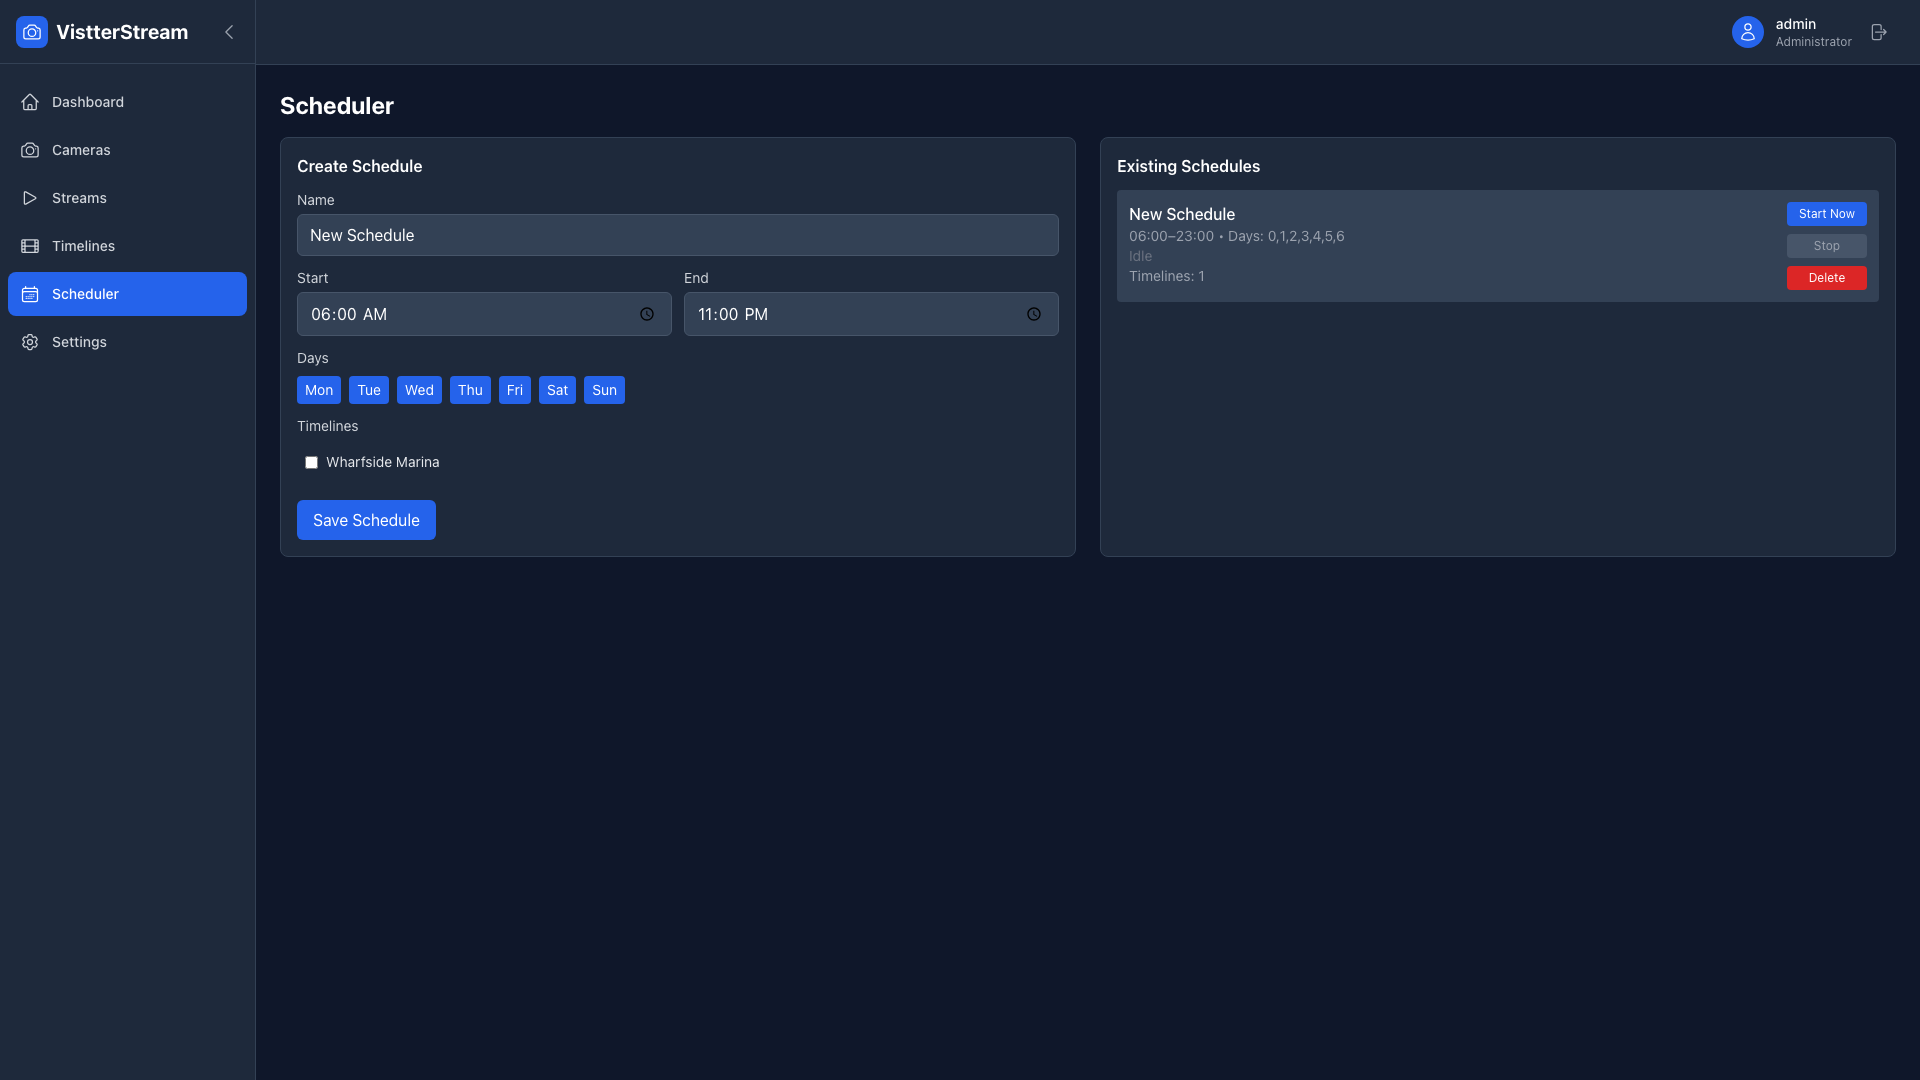 VistterStream
admin
Administrator
Dashboard
Cameras
Streams
Timelines
Scheduler
Settings
Scheduler
Create Schedule
Name
New Schedule
Start
End
06:00 AM
11:00 PM
Days
Mon Tue Wed Thu Fri Sat Sun
Timelines
Wharfside Marina
Save Schedule
Existing Schedules
New Schedule
06:00–23:00 • Days: 0,1,2,3,4,5,6
Idle
Timelines: 1
Start Now
Stop
Delete